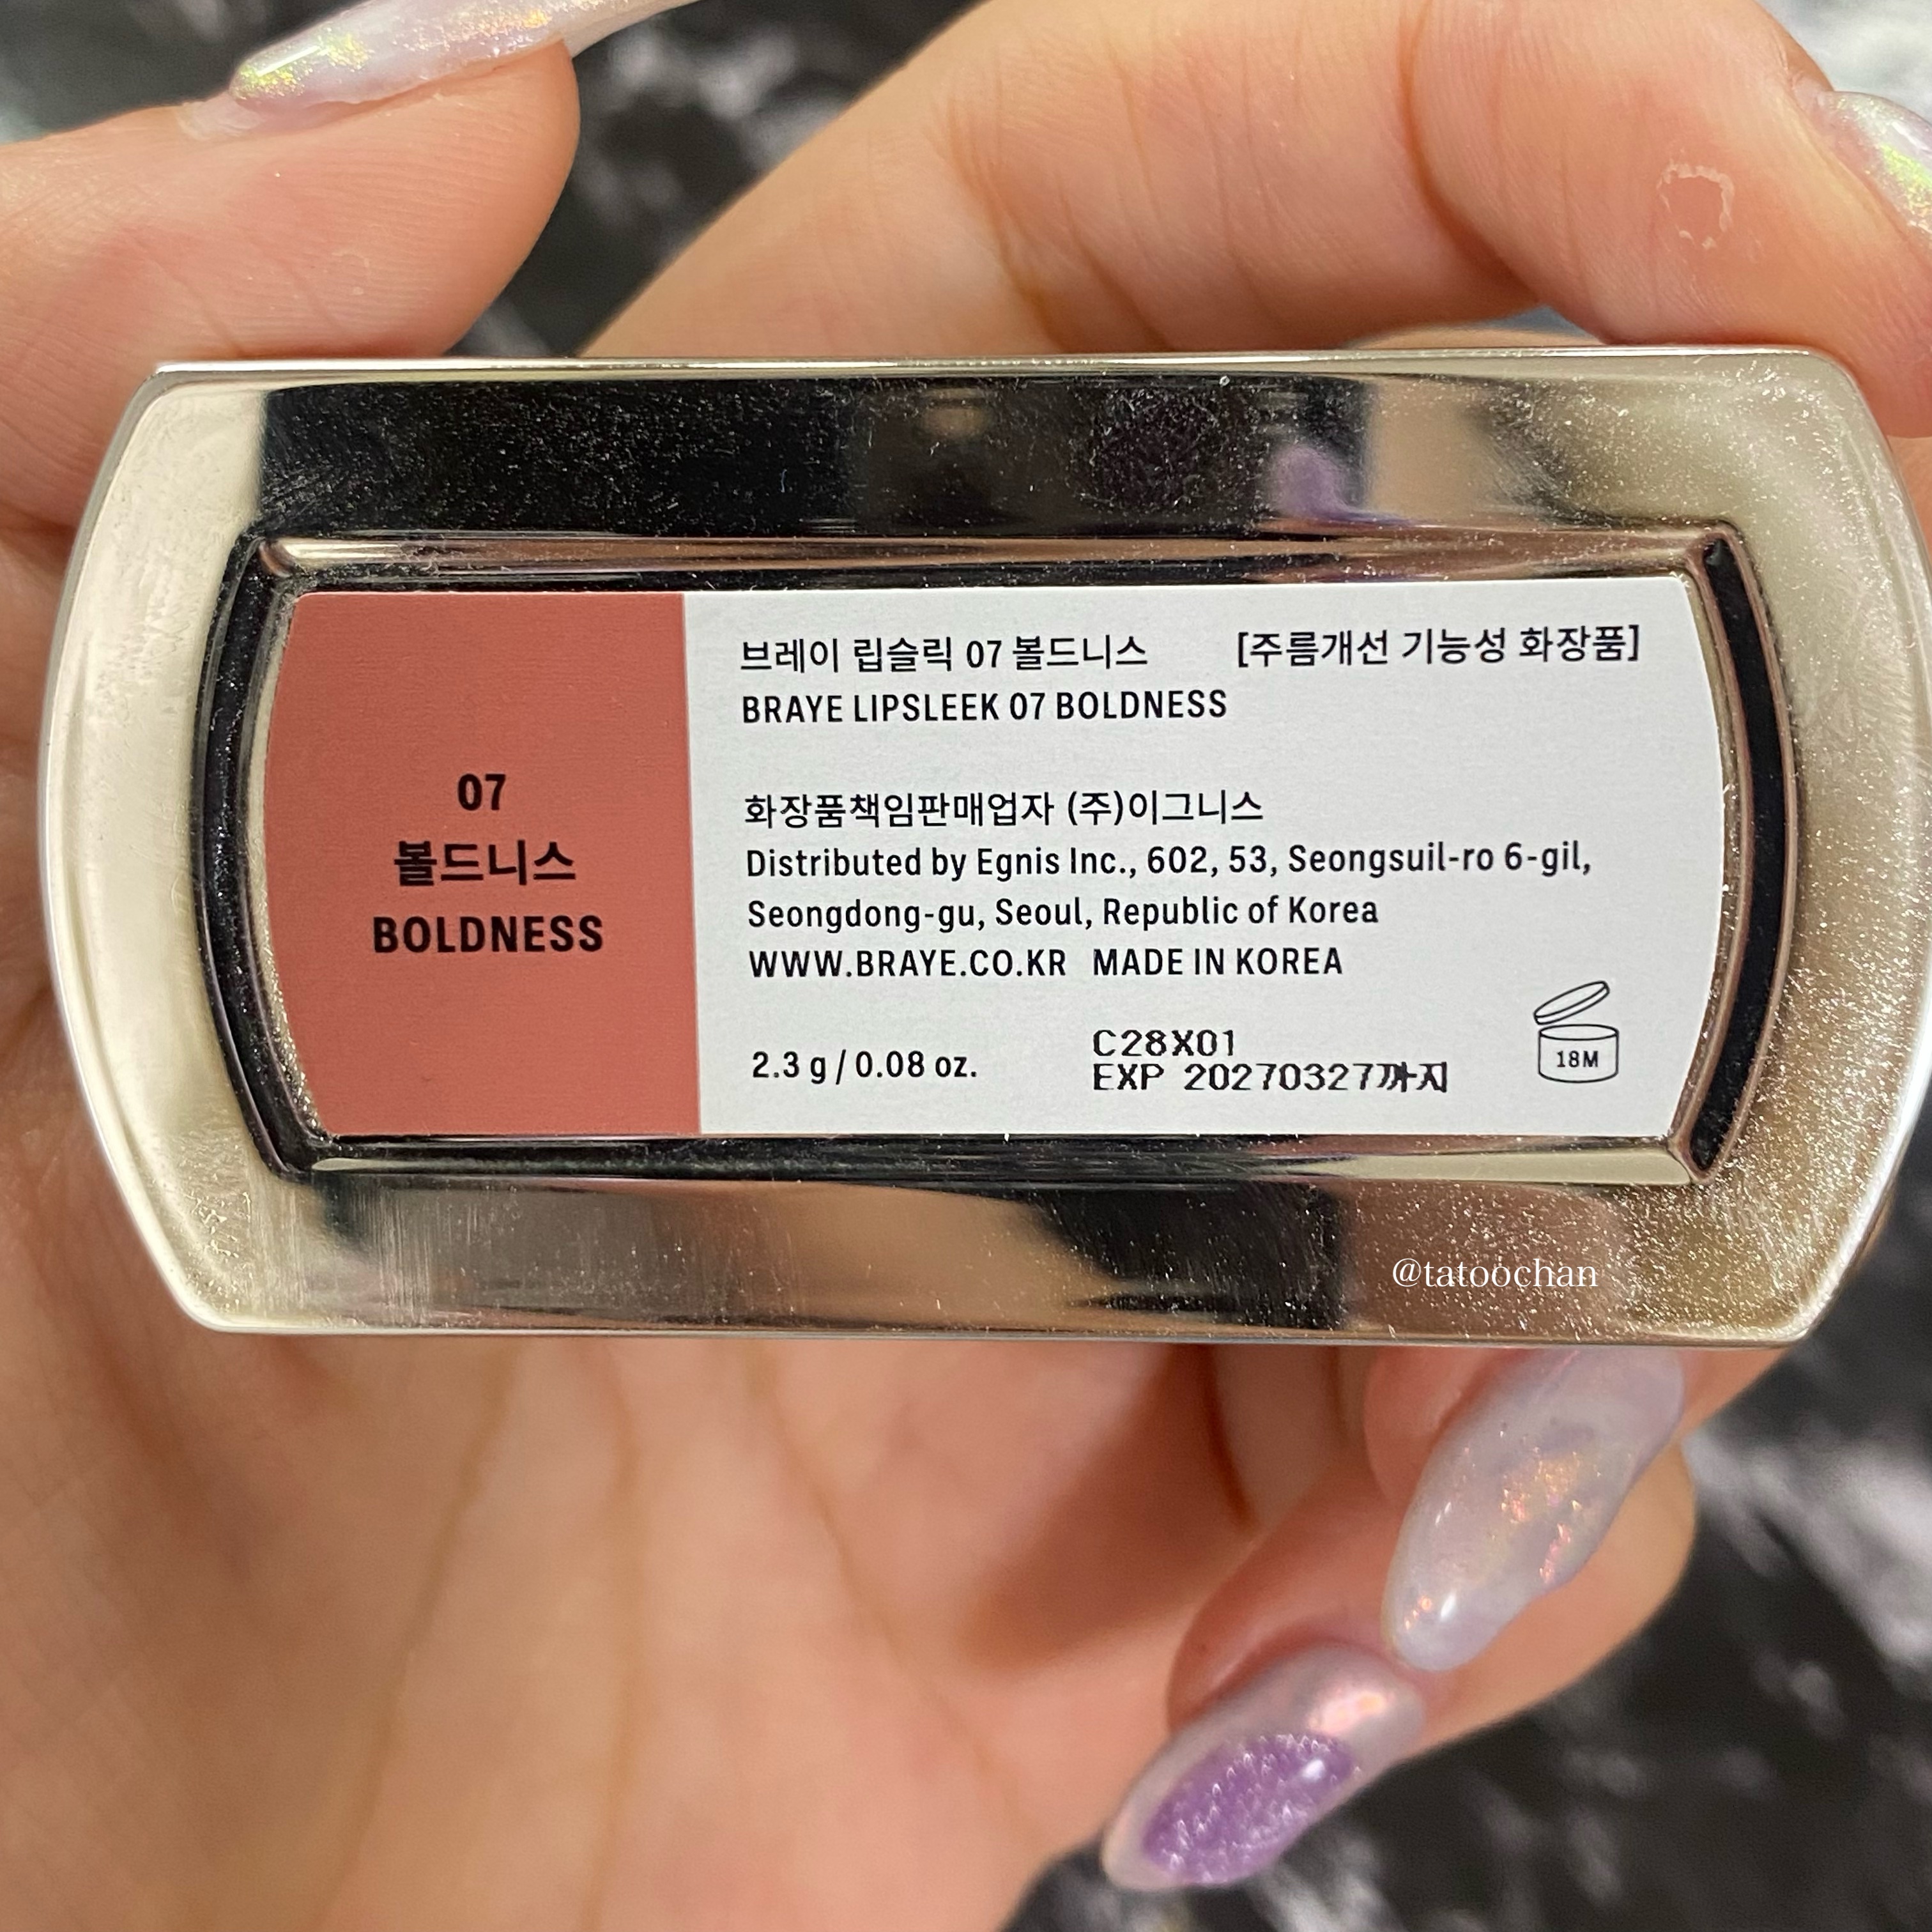 07
볼드니스
BOLDNESS
브레이 립슬릭 07 볼드니스 [주름개선 기능성 화장품]
BRAYE LIPSLEEK 07 BOLDNESS
화장품책임판매업자 (주)이그니스
Distributed by Egnis Inc., 602, 53, Seongsuil-ro 6-gil,
Seongdong-gu, Seoul, Republic of Korea
WWW.BRAYE.CO.KR MADE IN KOREA
2.3 g / 0.08 oz.
C28X01
EXP 20270327까지
18M
@tatoochan